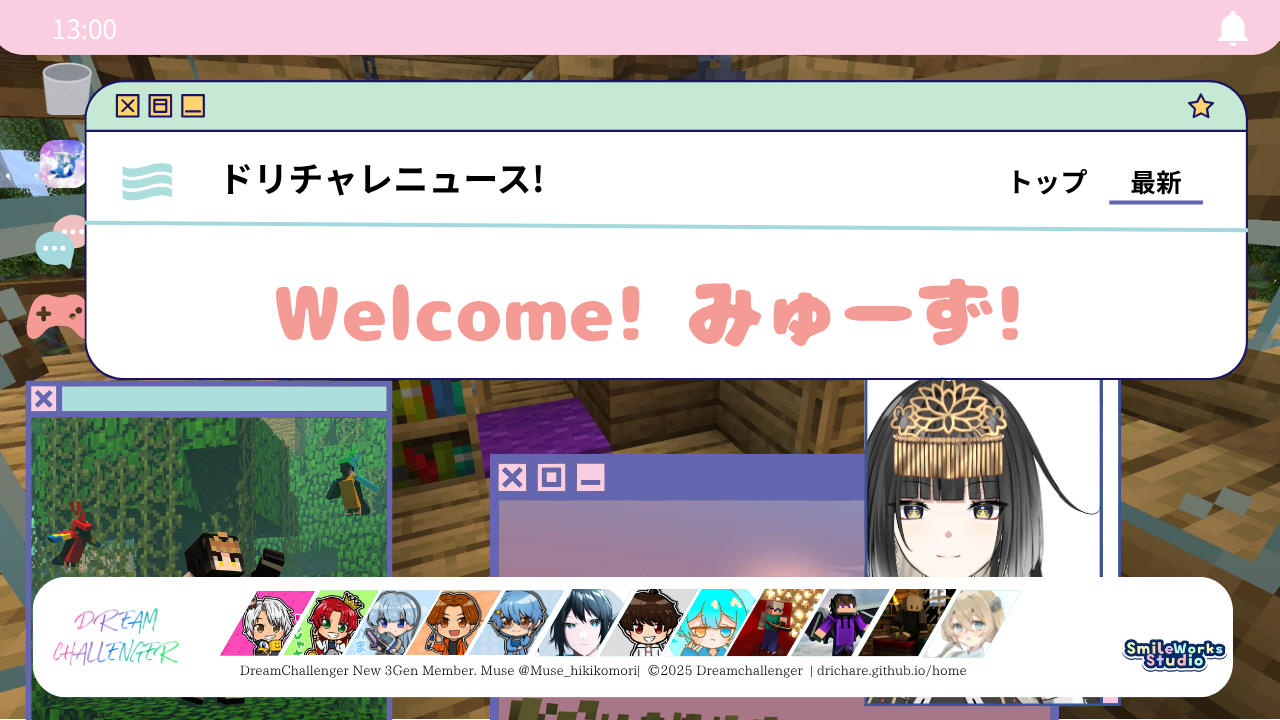 13:00
ドリチャレニュース!
トップ 最新
Welcome! みゅーず!
DREAM
CHALLENGER
DreamChallenger New 3Gen Member Muse @Muse_hikikomori| ©2025 Dreamchallenger | drichare.github.io/home
SmileWorks
Studio